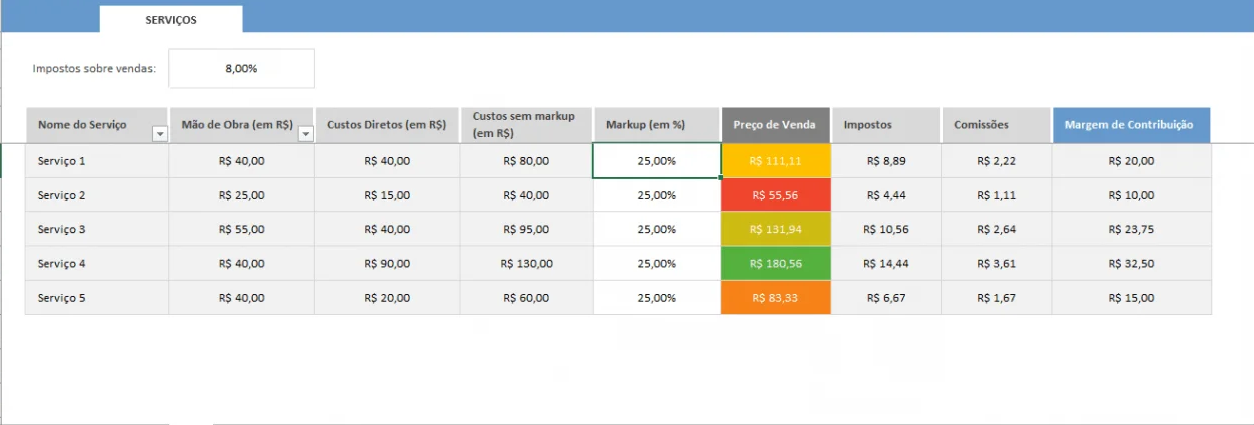 SERVIÇOS
Impostos sobre vendas: 8,00%
Nome do Serviço Mão de Obra (em R$) Custos Diretos (em R$) Custos sem markup (em R$) Markup (em %) Preço de Venda Impostos Comissões Margem de Contribuição
Serviço 1 R$ 40,00 R$ 40,00 R$ 80,00 25,00% R$ 111,11 R$ 8,89 R$ 2,22 R$ 20,00
Serviço 2 R$ 25,00 R$ 15,00 R$ 40,00 25,00% R$ 55,56 R$ 4,44 R$ 1,11 R$ 10,00
Serviço 3 R$ 55,00 R$ 40,00 R$ 95,00 25,00% R$ 131,94 R$ 10,56 R$ 2,64 R$ 23,75
Serviço 4 R$ 40,00 R$ 90,00 R$ 130,00 25,00% R$ 180,56 R$ 14,44 R$ 3,61 R$ 32,50
Serviço 5 R$ 40,00 R$ 20,00 R$ 60,00 25,00% R$ 83,33 R$ 6,67 R$ 1,67 R$ 15,00